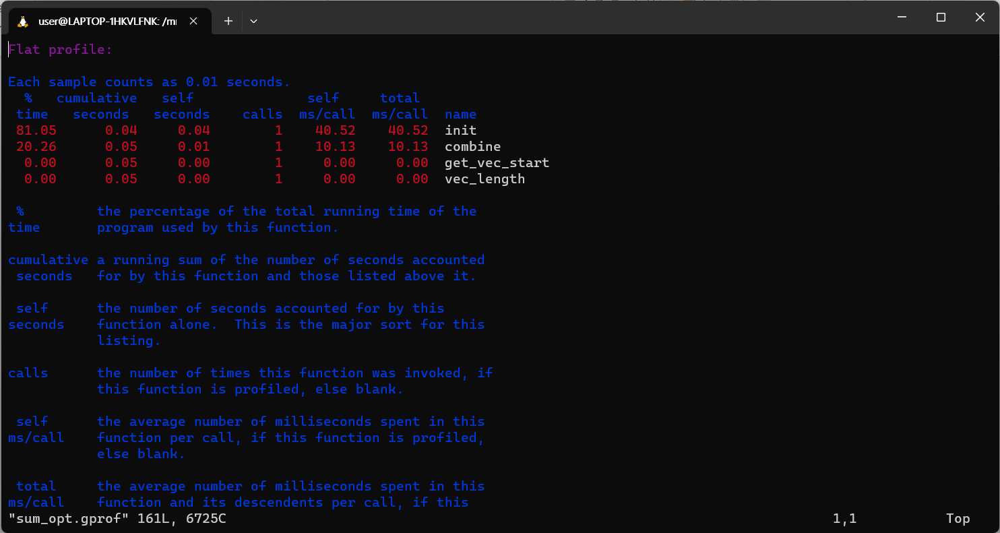 user@LAPTOP-1HKVLFNK: /m
Flat profile:
Each sample counts as 0.01 seconds.
  %   cumulative   self              self     total
 time   seconds   seconds    calls  ms/call  ms/call  name
 81.05      0.04     0.04        1    40.52    40.52  init
 20.26      0.05     0.01        1    10.13    10.13  combine
  0.00      0.05     0.00        1     0.00     0.00  get_vec_start
  0.00      0.05     0.00        1     0.00     0.00  vec_length
 %         the percentage of the total running time of the
time       program used by this function.
cumulative a running sum of the number of seconds accounted
 seconds   for by this function and those listed above it.
 self      the number of seconds accounted for by this
seconds    function alone.  This is the major sort for this
           listing.
calls      the number of times this function was invoked, if
           this function is profiled, else blank.
 self      the average number of milliseconds spent in this
ms/call    function per call, if this function is profiled,
           else blank.
 total     the average number of milliseconds spent in this
ms/call    function and its descendents per call, if this
"sum_opt.gprof" 161L, 6725C 1,1 Top